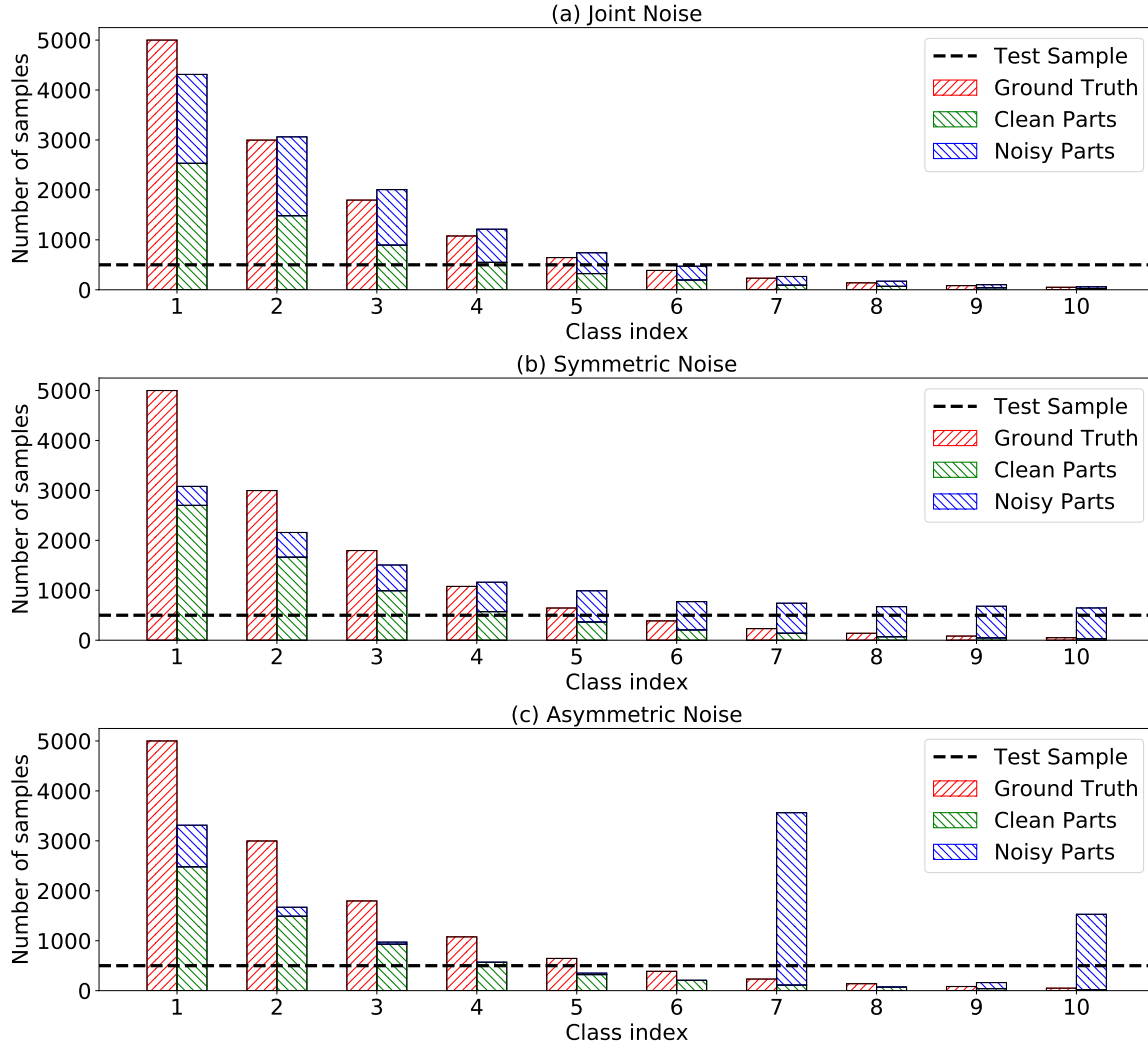 (a) Joint Noise
Number of samples
5000
4000
3000
2000
1000
0
Test Sample
Ground Truth
Clean Parts
Noisy Parts
1 2 3 4 5 6 7 8 9 10
Class index
(b) Symmetric Noise
Number of samples
5000
4000
3000
2000
1000
0
Test Sample
Ground Truth
Clean Parts
Noisy Parts
1 2 3 4 5 6 7 8 9 10
Class index
(c) Asymmetric Noise
Number of samples
5000
4000
3000
2000
1000
0
Test Sample
Ground Truth
Clean Parts
Noisy Parts
1 2 3 4 5 6 7 8 9 10
Class index